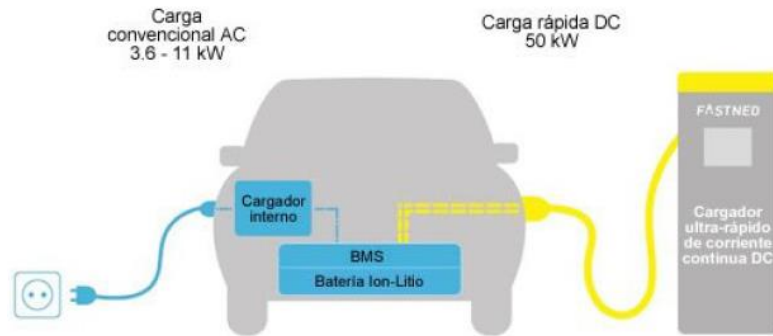 Carga
convencional AC
3.6 - 11 kW
Carga rápida DC
50 kW
FASTNED
Cargador
interno
BMS
Batería Ion-Litio
Cargador
ultra-rápido
de corriente
continua DC